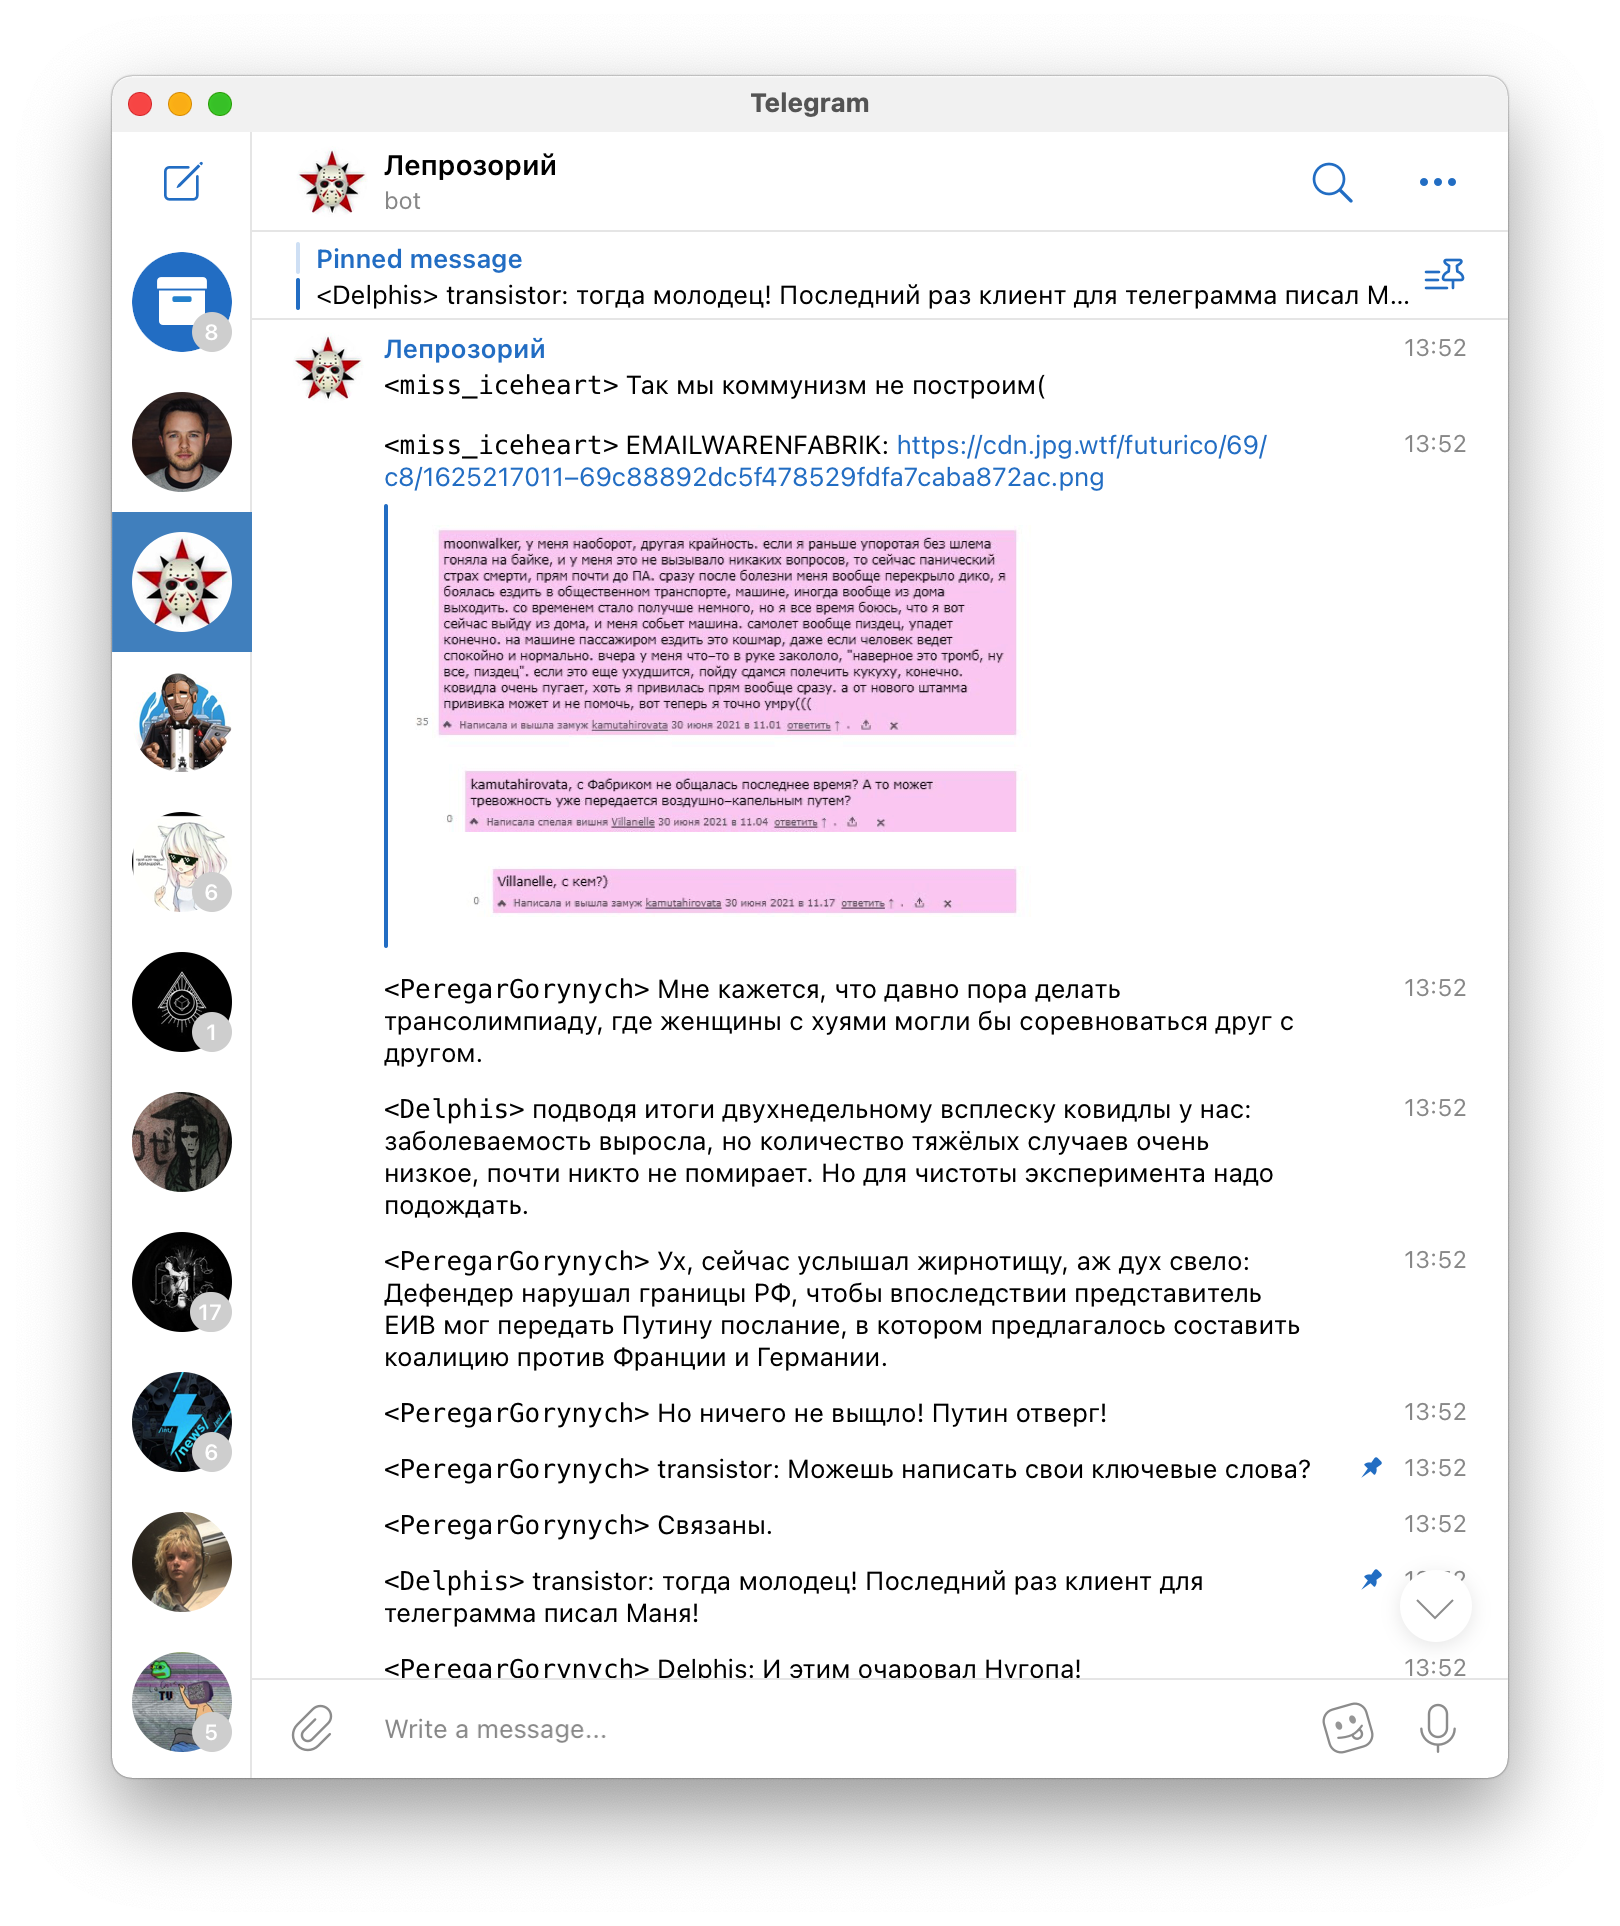 Telegram
Лепрозорий
bot
Pinned message
<Delphis> transistor: тогда молодец! Последний раз клиент для телеграмма писал М...
8
Лепрозорий
13:52
<miss_iceheart> Так мы коммунизм не построим(
<miss_iceheart> EMAILWARENFABRIK: https://cdn.jpg.wtf/futurico/69/
13:52
c8/1625217011–69c88892dc5f478529fdfa7caba872ac.png
moonwalker, у меня наоборот, другая крайность. если я раньше упоротая без шлема
гоняла на байке, и у меня это не вызывало никаких вопросов, то сейчас панический
страх смерти, прям почти до ПА. сразу после болезни меня вообще перекрыло дико, я
боялась ездить в общественном транспорте, машине, иногда вообще из дома
выходить. со временем стало получше немного, но я все время боюсь, что я вот
сейчас выйду из дома, и меня собьет машина. самолет вообще пиздец, упадет
конечно. на машине пассажиром ездить это кошмар, даже если человек ведет
спокойно и нормально. вчера у меня что–то в руке закололо, "наверное это тромб, ну
все, пиздец". если это еще ухудшится, пойду сдамся полечить кукуху, конечно.
ковидла очень пугает, хоть я привилась прям вообще сразу. а от нового штамма
прививка может и не помочь, вот теперь я точно умру(((
35
Написала и вышла замуж kamutahirovata 30 июня 2021 в 11.01 ответить ↑ .
kamutahirovata, с Фабриком не общалась последнее время? А то может
тревожность уже передается воздушно–капельным путем?
0
Написала спелая вишня Villanelle 30 июня 2021 в 11.04 ответить ↑ .
Villanelle, с кем?)
0
Написала и вышла замуж kamutahirovata 30 июня 2021 в 11.17 ответить ↑ .
6
<PeregarGorynych> Мне кажется, что давно пора делать
13:52
трансолимпиаду, где женщины с хуями могли бы соревноваться друг с
другом.
1
<Delphis> подводя итоги двухнедельному всплеску ковидлы у нас:
13:52
заболеваемость выросла, но количество тяжёлых случаев очень
низкое, почти никто не помирает. Но для чистоты эксперимента надо
подождать.
<PeregarGorynych> Ух, сейчас услышал жирнотищу, аж дух свело:
13:52
Дефендер нарушал границы РФ, чтобы впоследствии представитель
ЕИВ мог передать Путину послание, в котором предлагалось составить
коалицию против Франции и Германии.
17
<PeregarGorynych> Но ничего не выщло! Путин отверг!
13:52
/news/
6
<PeregarGorynych> transistor: Можешь написать свои ключевые слова?
13:52
<PeregarGorynych> Связаны.
13:52
<Delphis> transistor: тогда молодец! Последний раз клиент для
телеграмма писал Маня!
<PeregarGorynych> Delphis: И этим очаровал Нугопа!
13:52
TV
5
Write a message...